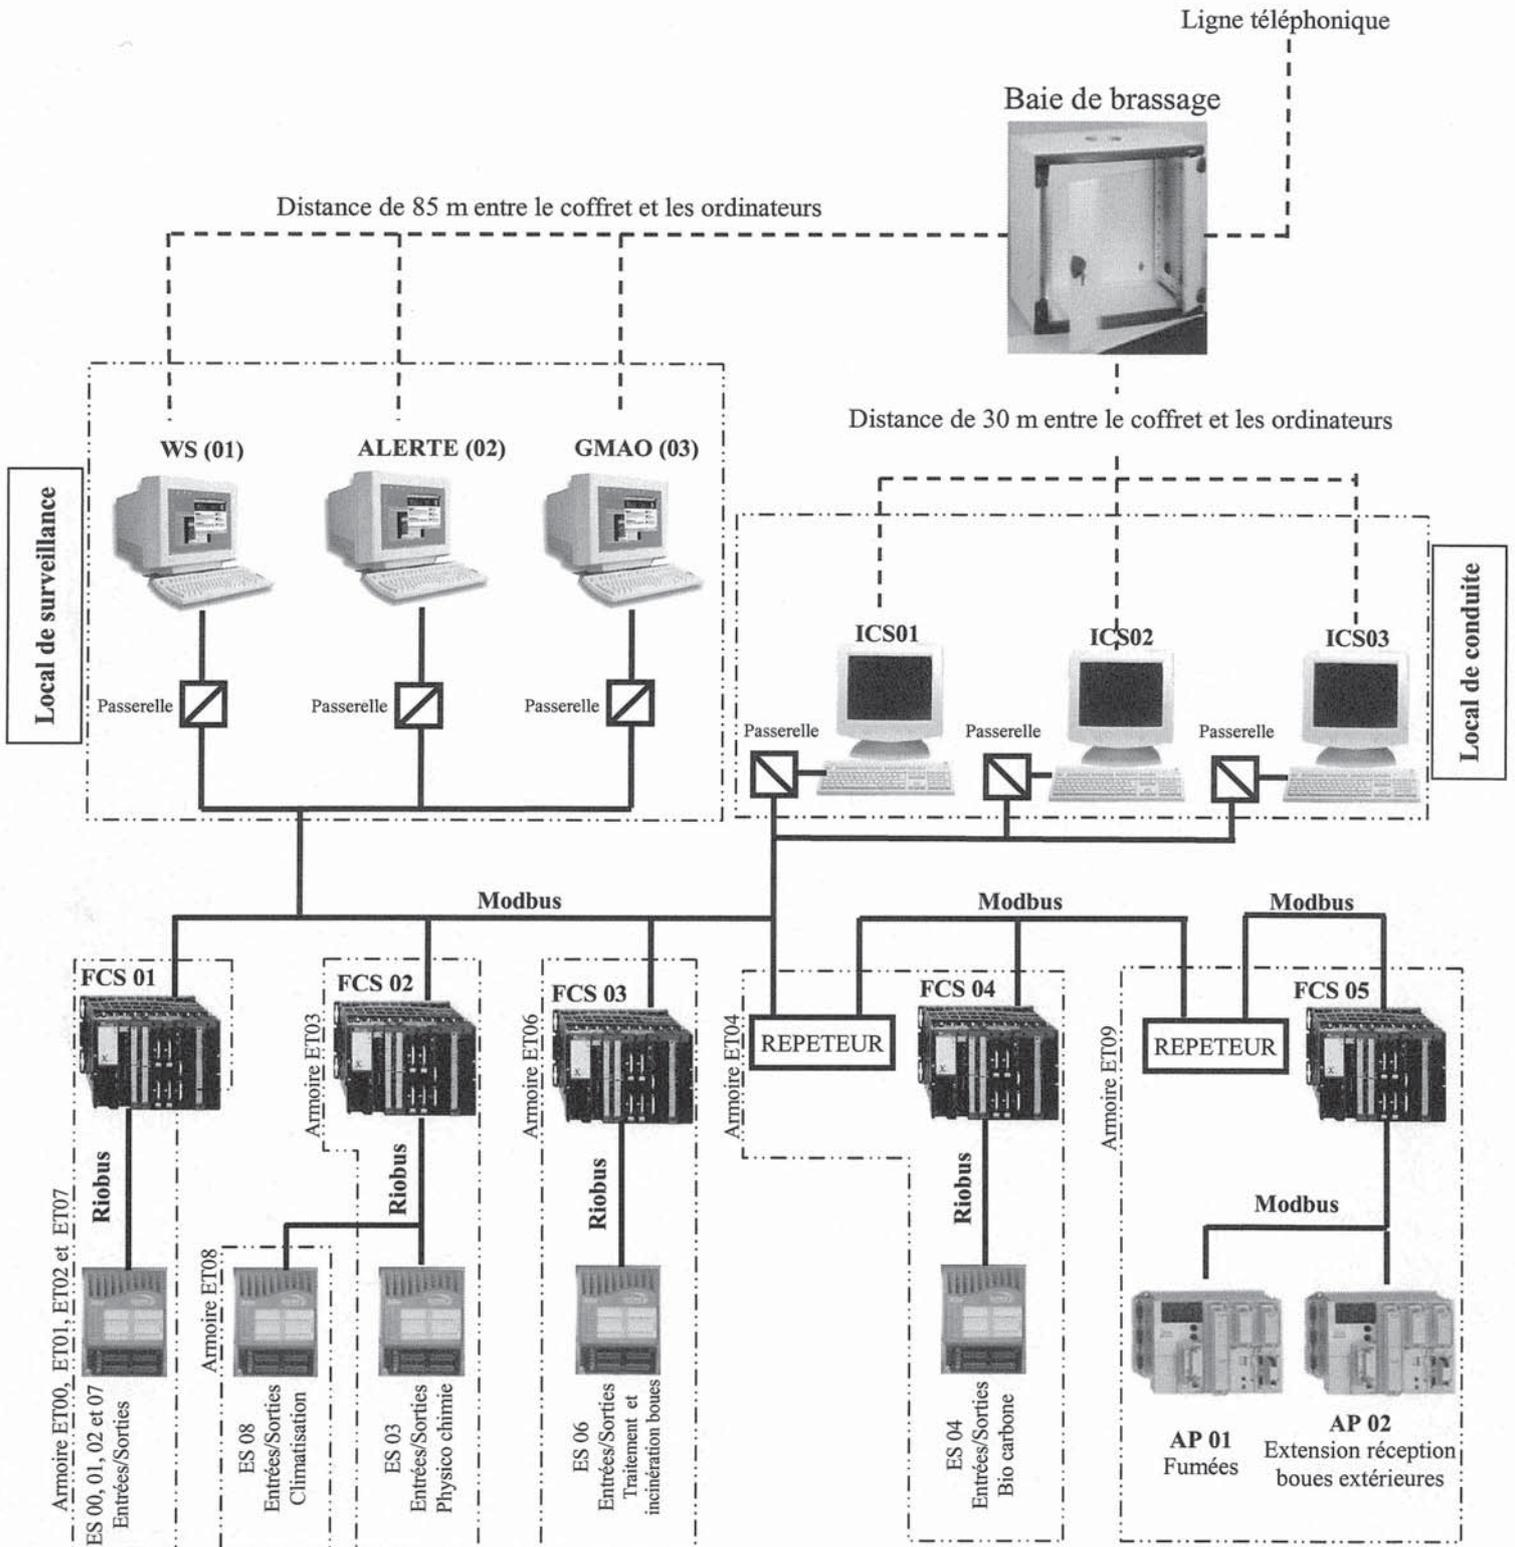 Ligne téléphonique
Baie de brassage
Distance de 85 m entre le coffret et les ordinateurs
Distance de 30 m entre le coffret et les ordinateurs
Local de surveillance
WS (01)
ALERTE (02)
GMAO (03)
Passerelle
Passerelle
Passerelle
Local de conduite
ICS01
ICS02
ICS03
Passerelle
Passerelle
Passerelle
Modbus
Modbus
Modbus
FCS 01
FCS 02
FCS 03
FCS 04
FCS 05
x
x
x
x
x
REPETEUR
REPETEUR
Armoire ET03
Armoire ET06
Armoire ET04
Armoire ET09
Riobus
Riobus
Riobus
Riobus
Modbus
Armoire ET00, ET01, ET02 et ET07
Armoire ET08
ES 00, 01, 02 et 07
Entrées/Sorties
ES 08
Entrées/Sorties
Climatisation
ES 03
Entrées/Sorties
Physico chimie
ES 06
Entrées/Sorties
Traitement et
incinération boues
ES 04
Entrées/Sorties
Bio carbone
AP 01
Fumées
AP 02
Extension réception
boues extérieures